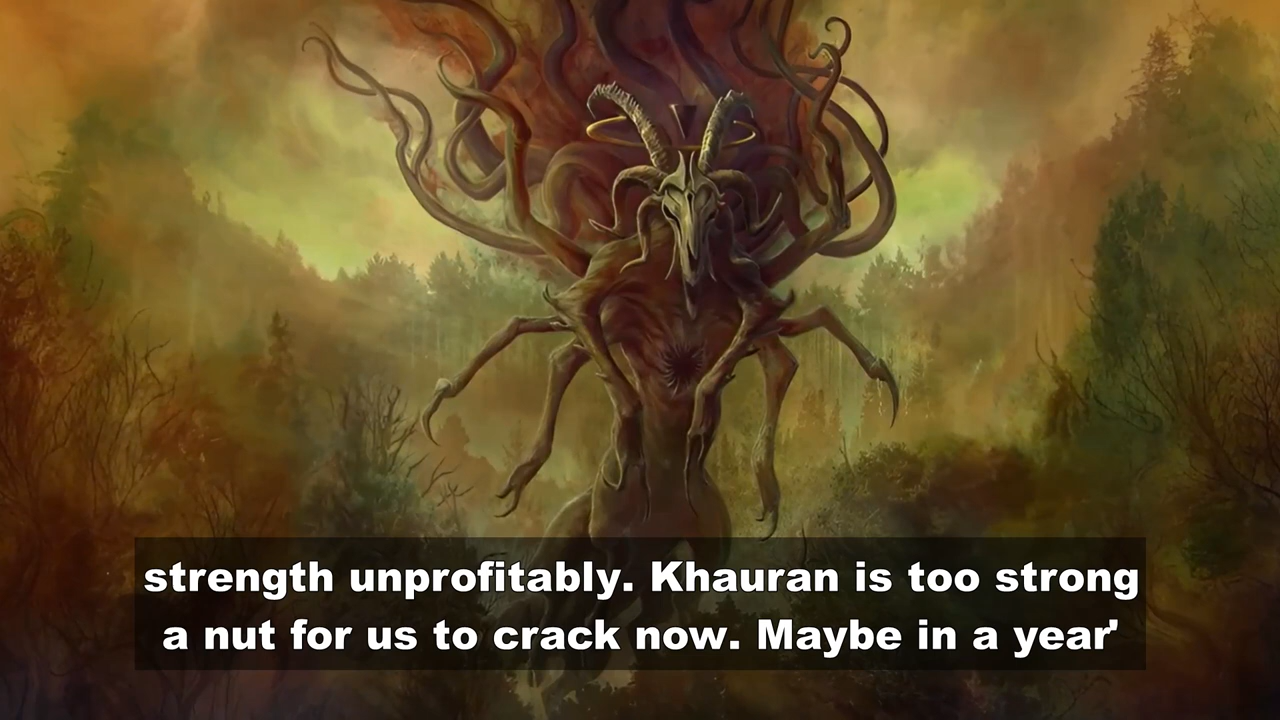 strength unprofitably. Khauran is too strong
a nut for us to crack now. Maybe in a year'